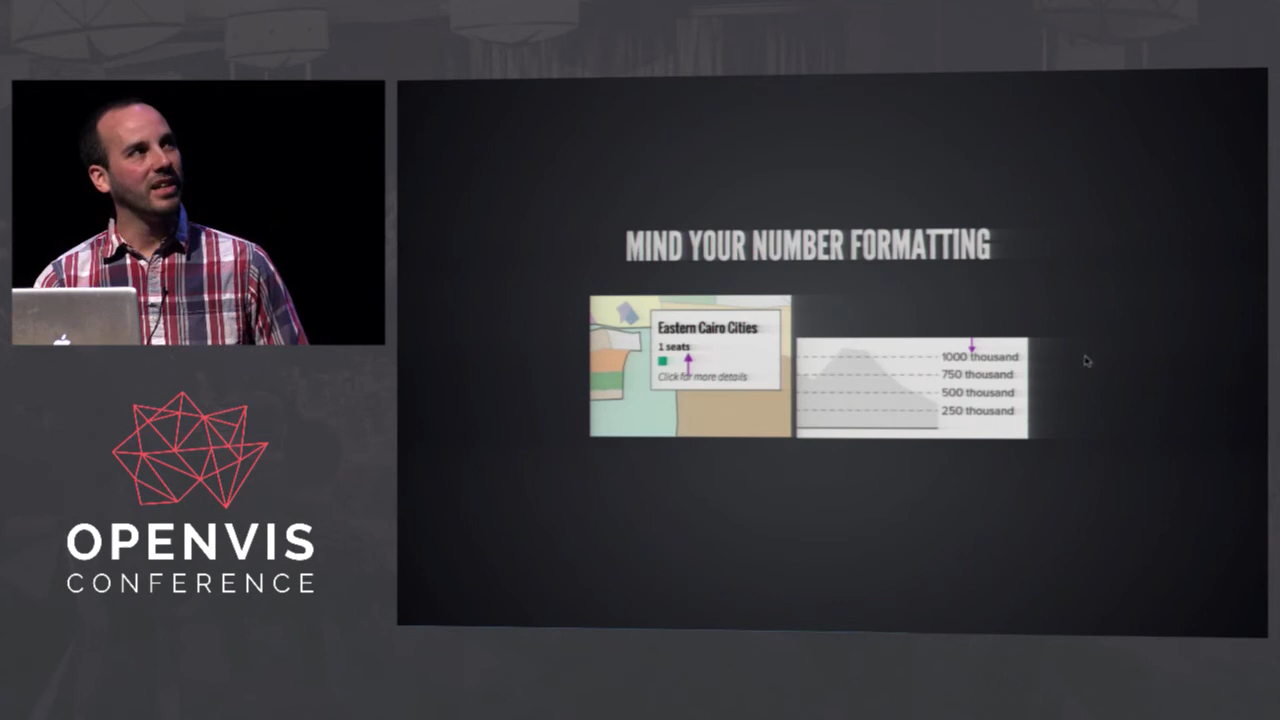 MIND YOUR NUMBER FORMATTING
Eastern Cairo Cities
1 seats
Click for more details
1000 thousand
750 thousand
500 thousand
250 thousand
OPENVIS
CONFERENCE